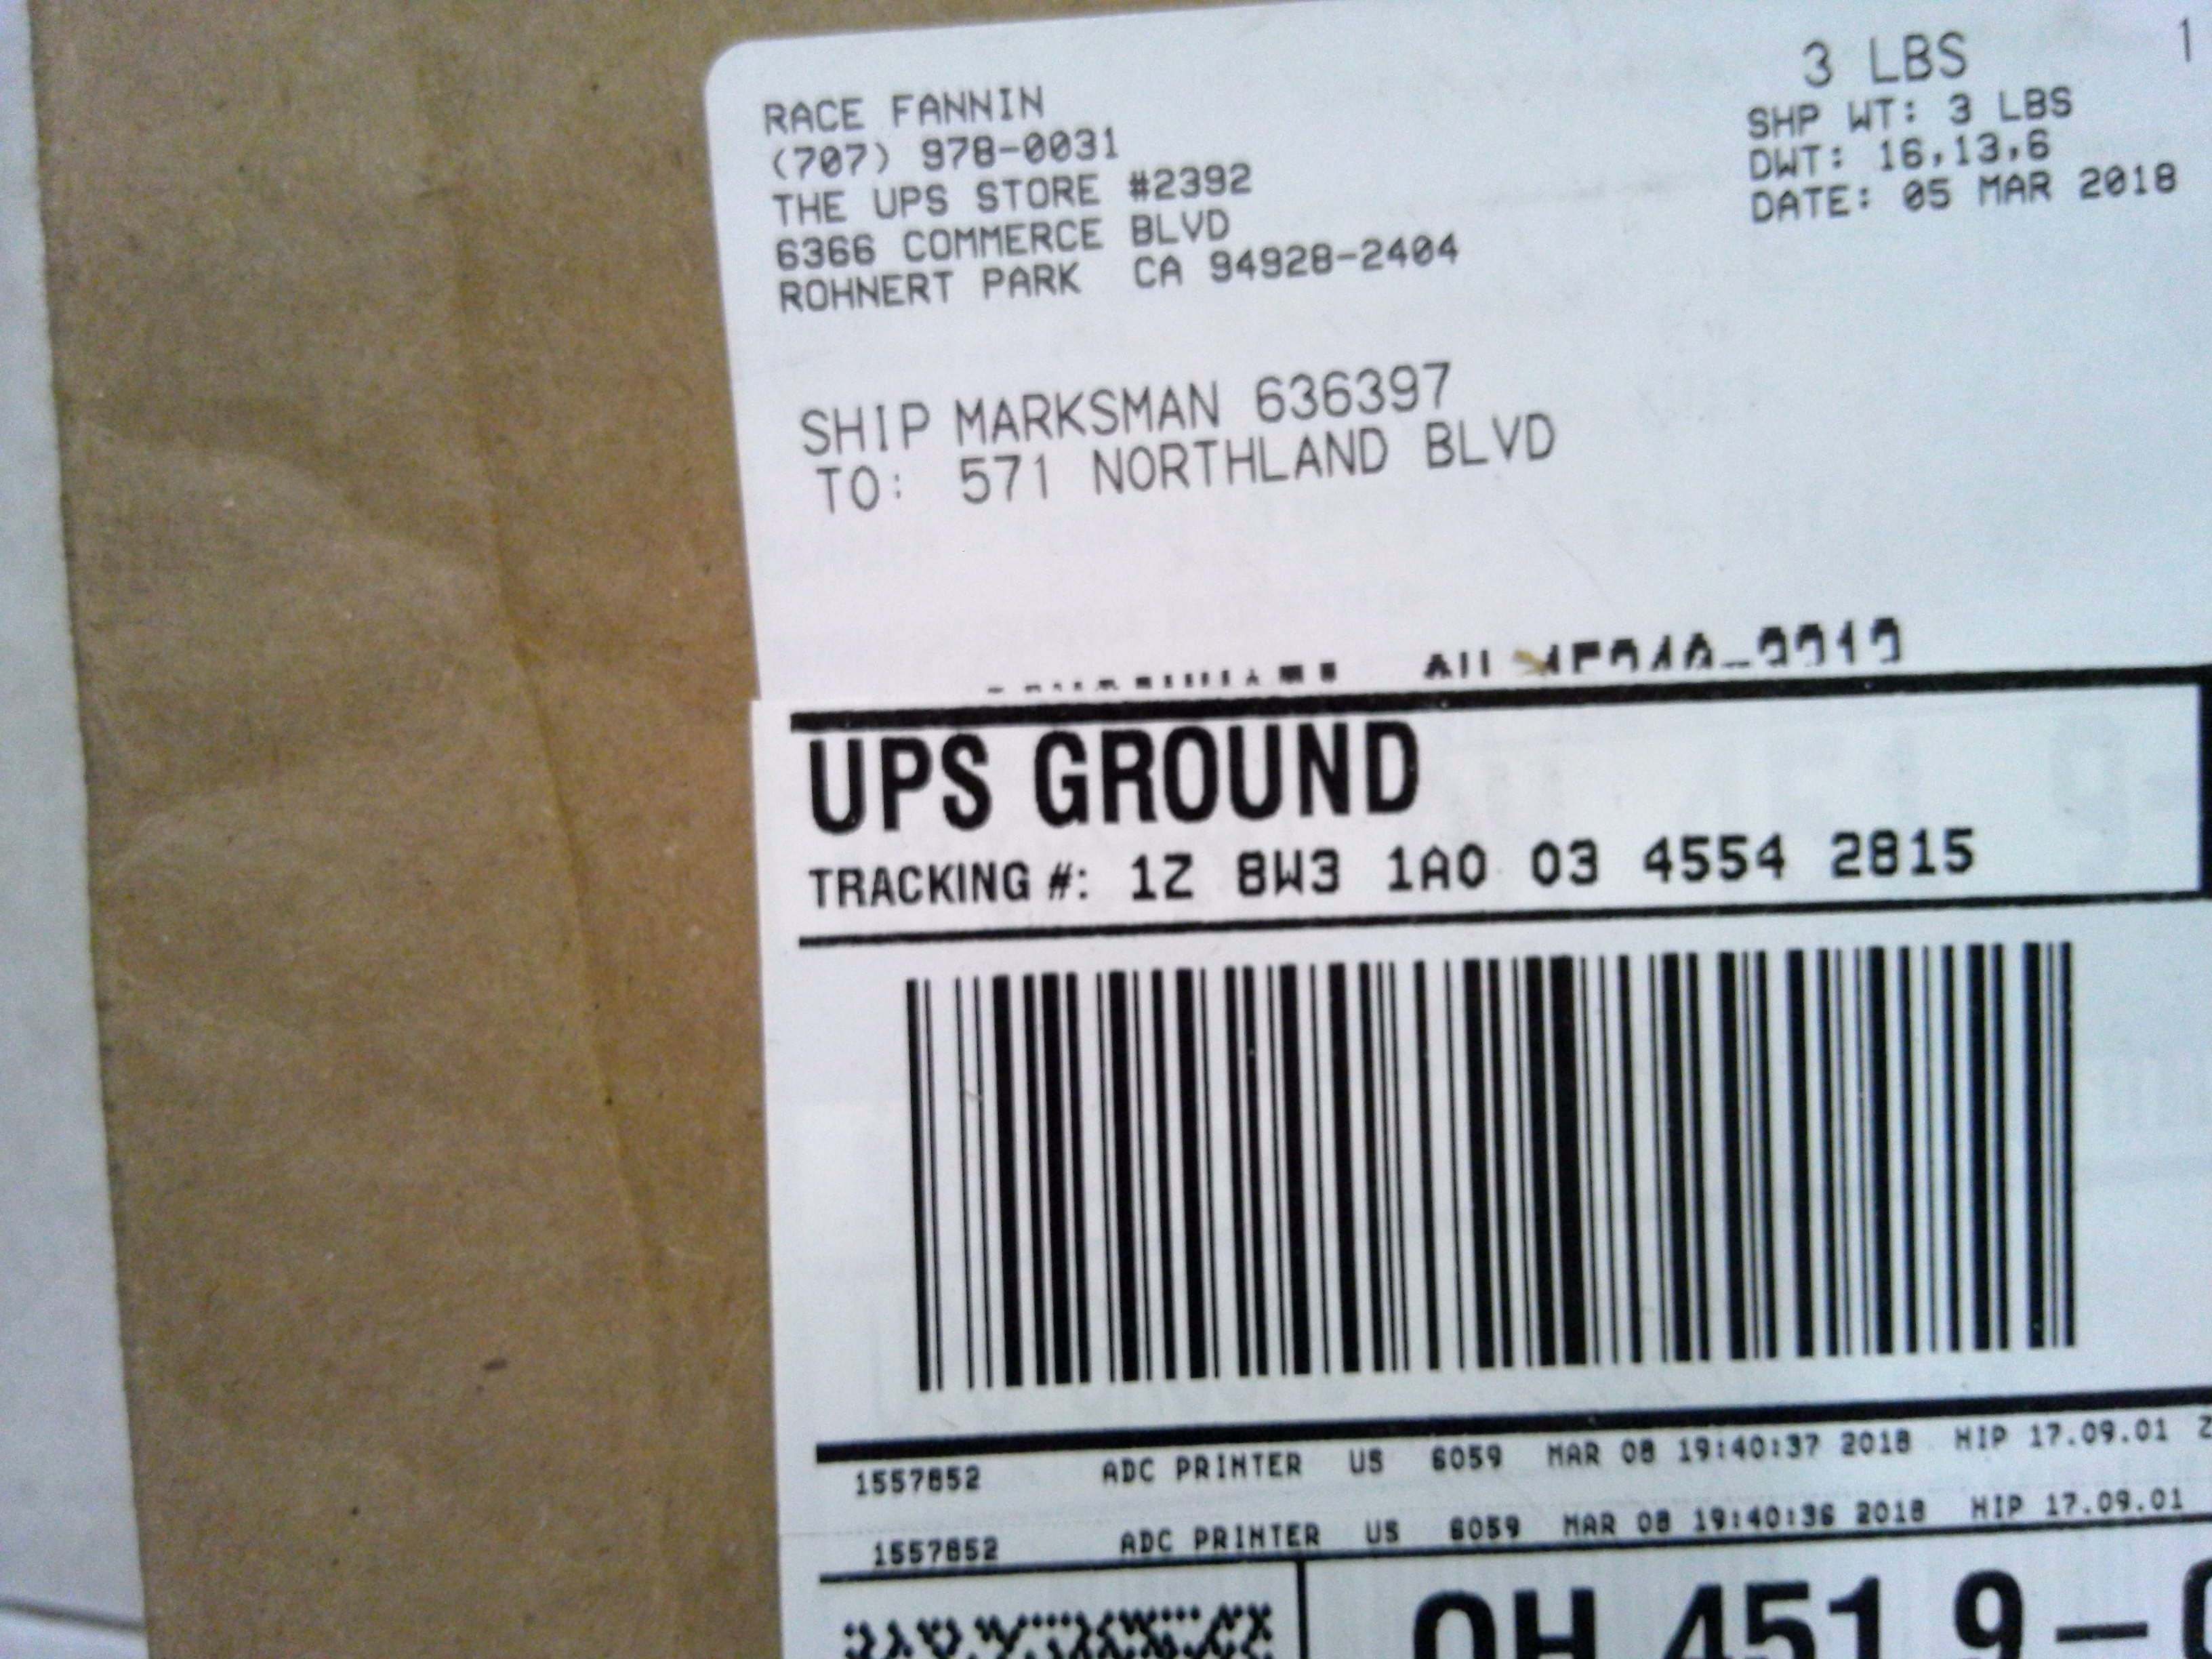 RACE FANNIN
(707) 978-0031
THE UPS STORE #2392
6366 COMMERCE BLVD
ROHNERT PARK CA 94928-2404
3 LBS 1
SHP WT: 3 LBS
DWT: 16,13,6
DATE: 05 MAR 2018
SHIP MARKSMAN 636397
TO: 571 NORTHLAND BLVD
UPS GROUND
TRACKING #: 1Z 8W3 1A0 03 4554 2815
1557852 ADC PRINTER US 6059 MAR 08 19:40:37 2018 HIP 17.09.01
1557852 ADC PRINTER US 6059 MAR 08 19:40:36 2018 HIP 17.09.01
OH 451 9-0